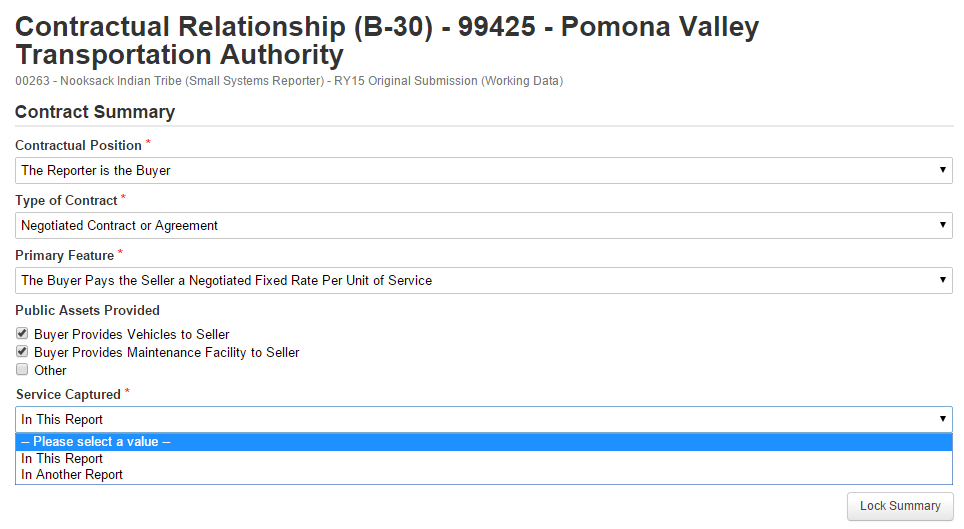 Contractual Relationship (B-30) - 99425 - Pomona Valley
Transportation Authority
00263 - Nooksack Indian Tribe (Small Systems Reporter) - RY15 Original Submission (Working Data)
Contract Summary
Contractual Position *
The Reporter is the Buyer
Type of Contract *
Negotiated Contract or Agreement
Primary Feature *
The Buyer Pays the Seller a Negotiated Fixed Rate Per Unit of Service
Public Assets Provided
Buyer Provides Vehicles to Seller
Buyer Provides Maintenance Facility to Seller
Other
Service Captured *
In This Report
-- Please select a value --
In This Report
In Another Report
Lock Summary